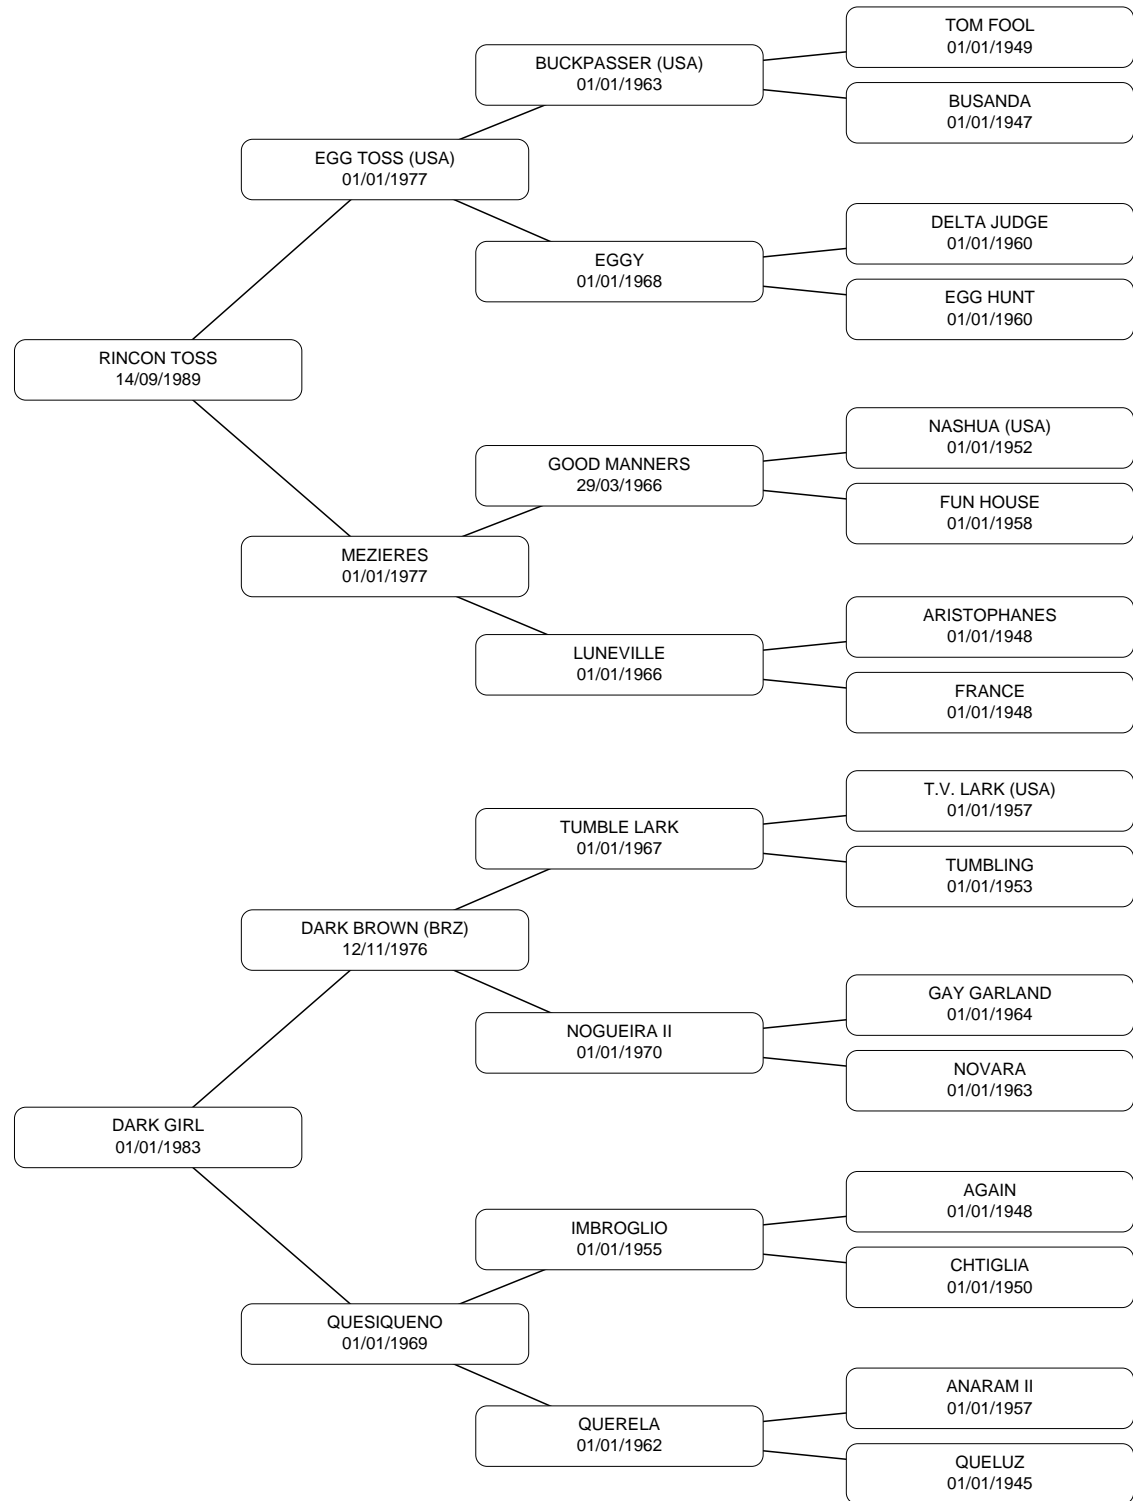 TOM FOOL
01/01/1949
BUCKPASSER (USA)
01/01/1963
BUSANDA
01/01/1947
EGG TOSS (USA)
01/01/1977
DELTA JUDGE
01/01/1960
EGGY
01/01/1968
EGG HUNT
01/01/1960
RINCON TOSS
14/09/1989
NASHUA (USA)
01/01/1952
GOOD MANNERS
29/03/1966
FUN HOUSE
01/01/1958
MEZIERES
01/01/1977
ARISTOPHANES
01/01/1948
LUNEVILLE
01/01/1966
FRANCE
01/01/1948
T.V. LARK (USA)
01/01/1957
TUMBLE LARK
01/01/1967
TUMBLING
01/01/1953
DARK BROWN (BRZ)
12/11/1976
GAY GARLAND
01/01/1964
NOGUEIRA II
01/01/1970
NOVARA
01/01/1963
DARK GIRL
01/01/1983
AGAIN
01/01/1948
IMBROGLIO
01/01/1955
CHTIGLIA
01/01/1950
QUESIQUENO
01/01/1969
ANARAM II
01/01/1957
QUERELA
01/01/1962
QUELUZ
01/01/1945